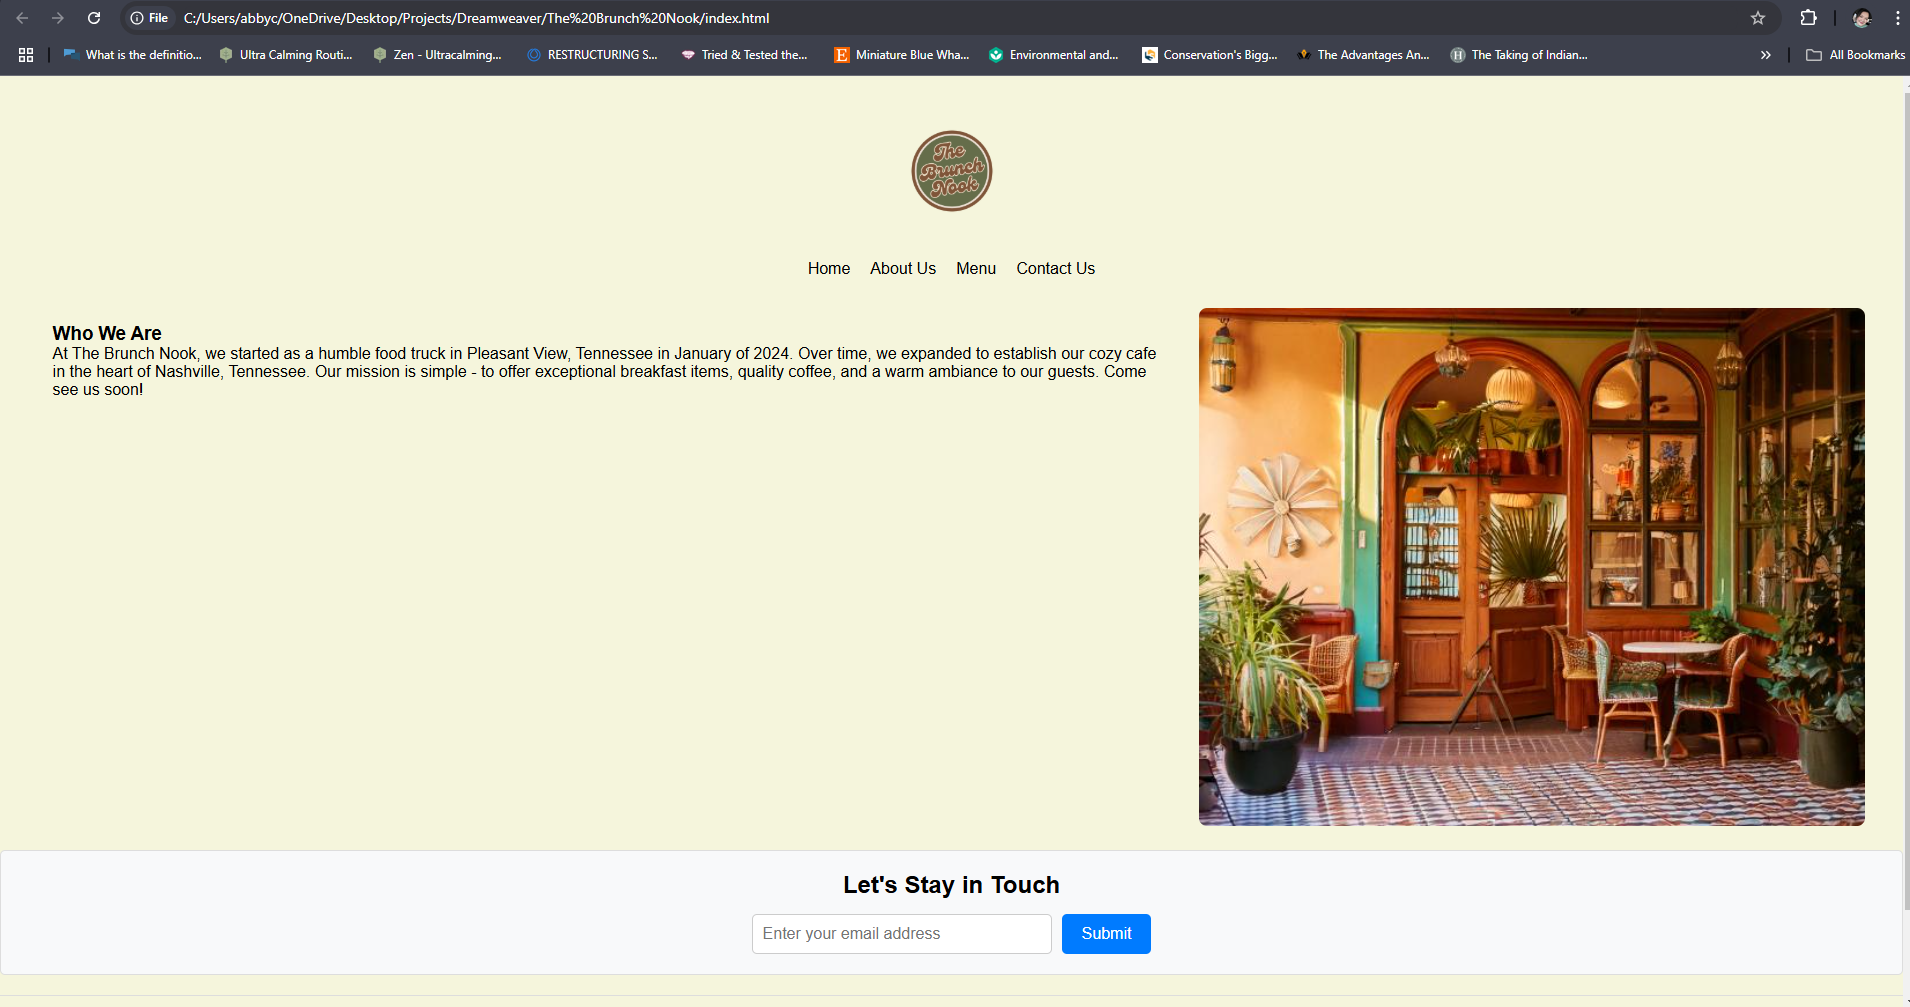 File C:/Users/abbyc/OneDrive/Desktop/Projects/Dreamweaver/The%20Brunch%20Nook/index.html
What is the definitio... Ultra Calming Routi... Zen - Ultracalming... RESTRUCTURING S... Tried & Tested the... E Miniature Blue Wha... Environmental and... Conservation's Bigg... The Advantages An... H The Taking of Indian... » All Bookmarks
The
Brunch
Nook
Home About Us Menu Contact Us
Who We Are
At The Brunch Nook, we started as a humble food truck in Pleasant View, Tennessee in January of 2024. Over time, we expanded to establish our cozy cafe
in the heart of Nashville, Tennessee. Our mission is simple - to offer exceptional breakfast items, quality coffee, and a warm ambiance to our guests. Come
see us soon!
Let's Stay in Touch
Enter your email address Submit